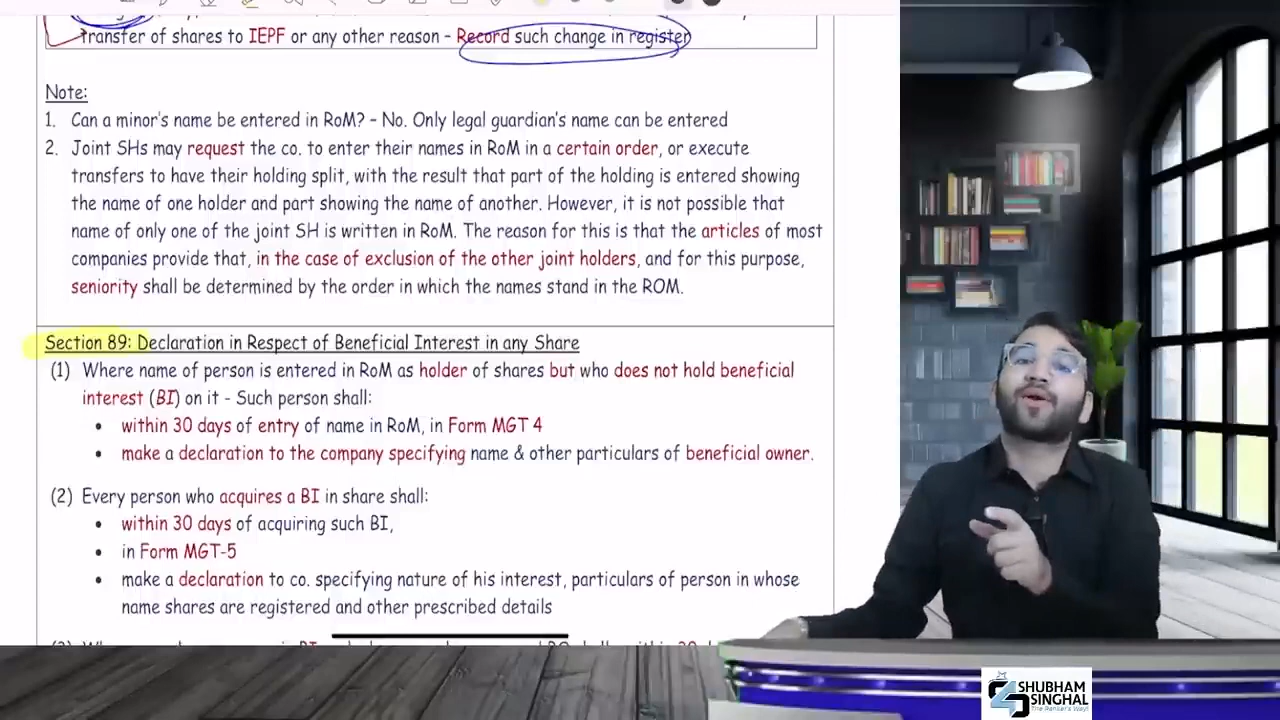 transfer of shares to IEPF or any other reason – Record such change in register
Note:
1. Can a minor's name be entered in RoM? – No. Only legal guardian's name can be entered
2. Joint SHs may request the co. to enter their names in RoM in a certain order, or execute
transfers to have their holding split, with the result that part of the holding is entered showing
the name of one holder and part showing the name of another. However, it is not possible that
name of only one of the joint SH is written in RoM. The reason for this is that the articles of most
companies provide that, in the case of exclusion of the other joint holders, and for this purpose,
seniority shall be determined by the order in which the names stand in the ROM.
Section 89: Declaration in Respect of Beneficial Interest in any Share
(1) Where name of person is entered in RoM as holder of shares but who does not hold beneficial
interest (BI) on it - Such person shall:
• within 30 days of entry of name in RoM, in Form MGT 4
• make a declaration to the company specifying name & other particulars of beneficial owner.
(2) Every person who acquires a BI in share shall:
• within 30 days of acquiring such BI,
• in Form MGT-5
• make a declaration to co. specifying nature of his interest, particulars of person in whose
name shares are registered and other prescribed details
SHUBHAM
SINGHAL